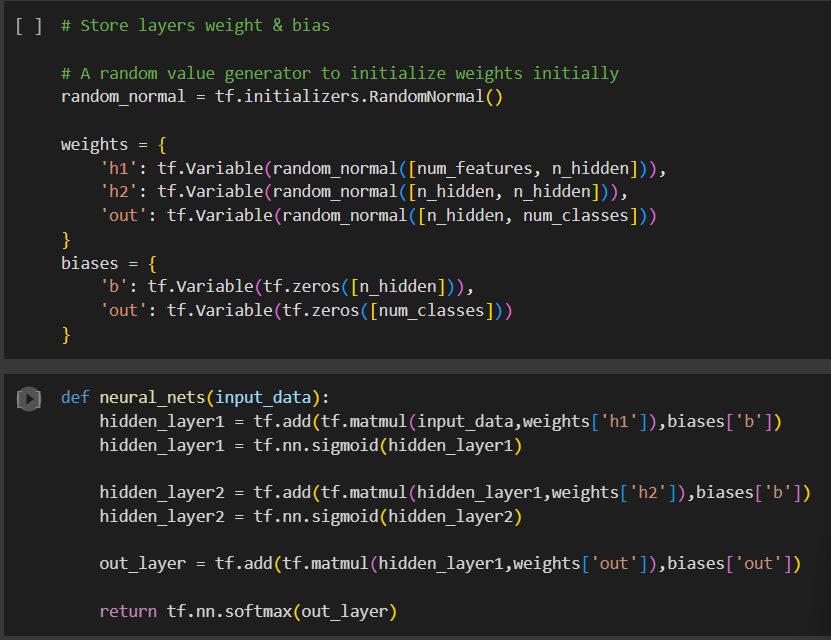 [ ] # Store layers weight & bias
# A random value generator to initialize weights initially
random_normal = tf.initializers.RandomNormal()
weights = {
    'h1': tf.Variable(random_normal([num_features, n_hidden])),
    'h2': tf.Variable(random_normal([n_hidden, n_hidden])),
    'out': tf.Variable(random_normal([n_hidden, num_classes]))
}
biases = {
    'b': tf.Variable(tf.zeros([n_hidden])),
    'out': tf.Variable(tf.zeros([num_classes]))
}
def neural_nets(input_data):
    hidden_layer1 = tf.add(tf.matmul(input_data,weights['h1']),biases['b'])
    hidden_layer1 = tf.nn.sigmoid(hidden_layer1)
    hidden_layer2 = tf.add(tf.matmul(hidden_layer1,weights['h2']),biases['b'])
    hidden_layer2 = tf.nn.sigmoid(hidden_layer2)
    out_layer = tf.add(tf.matmul(hidden_layer1,weights['out']),biases['out'])
    return tf.nn.softmax(out_layer)